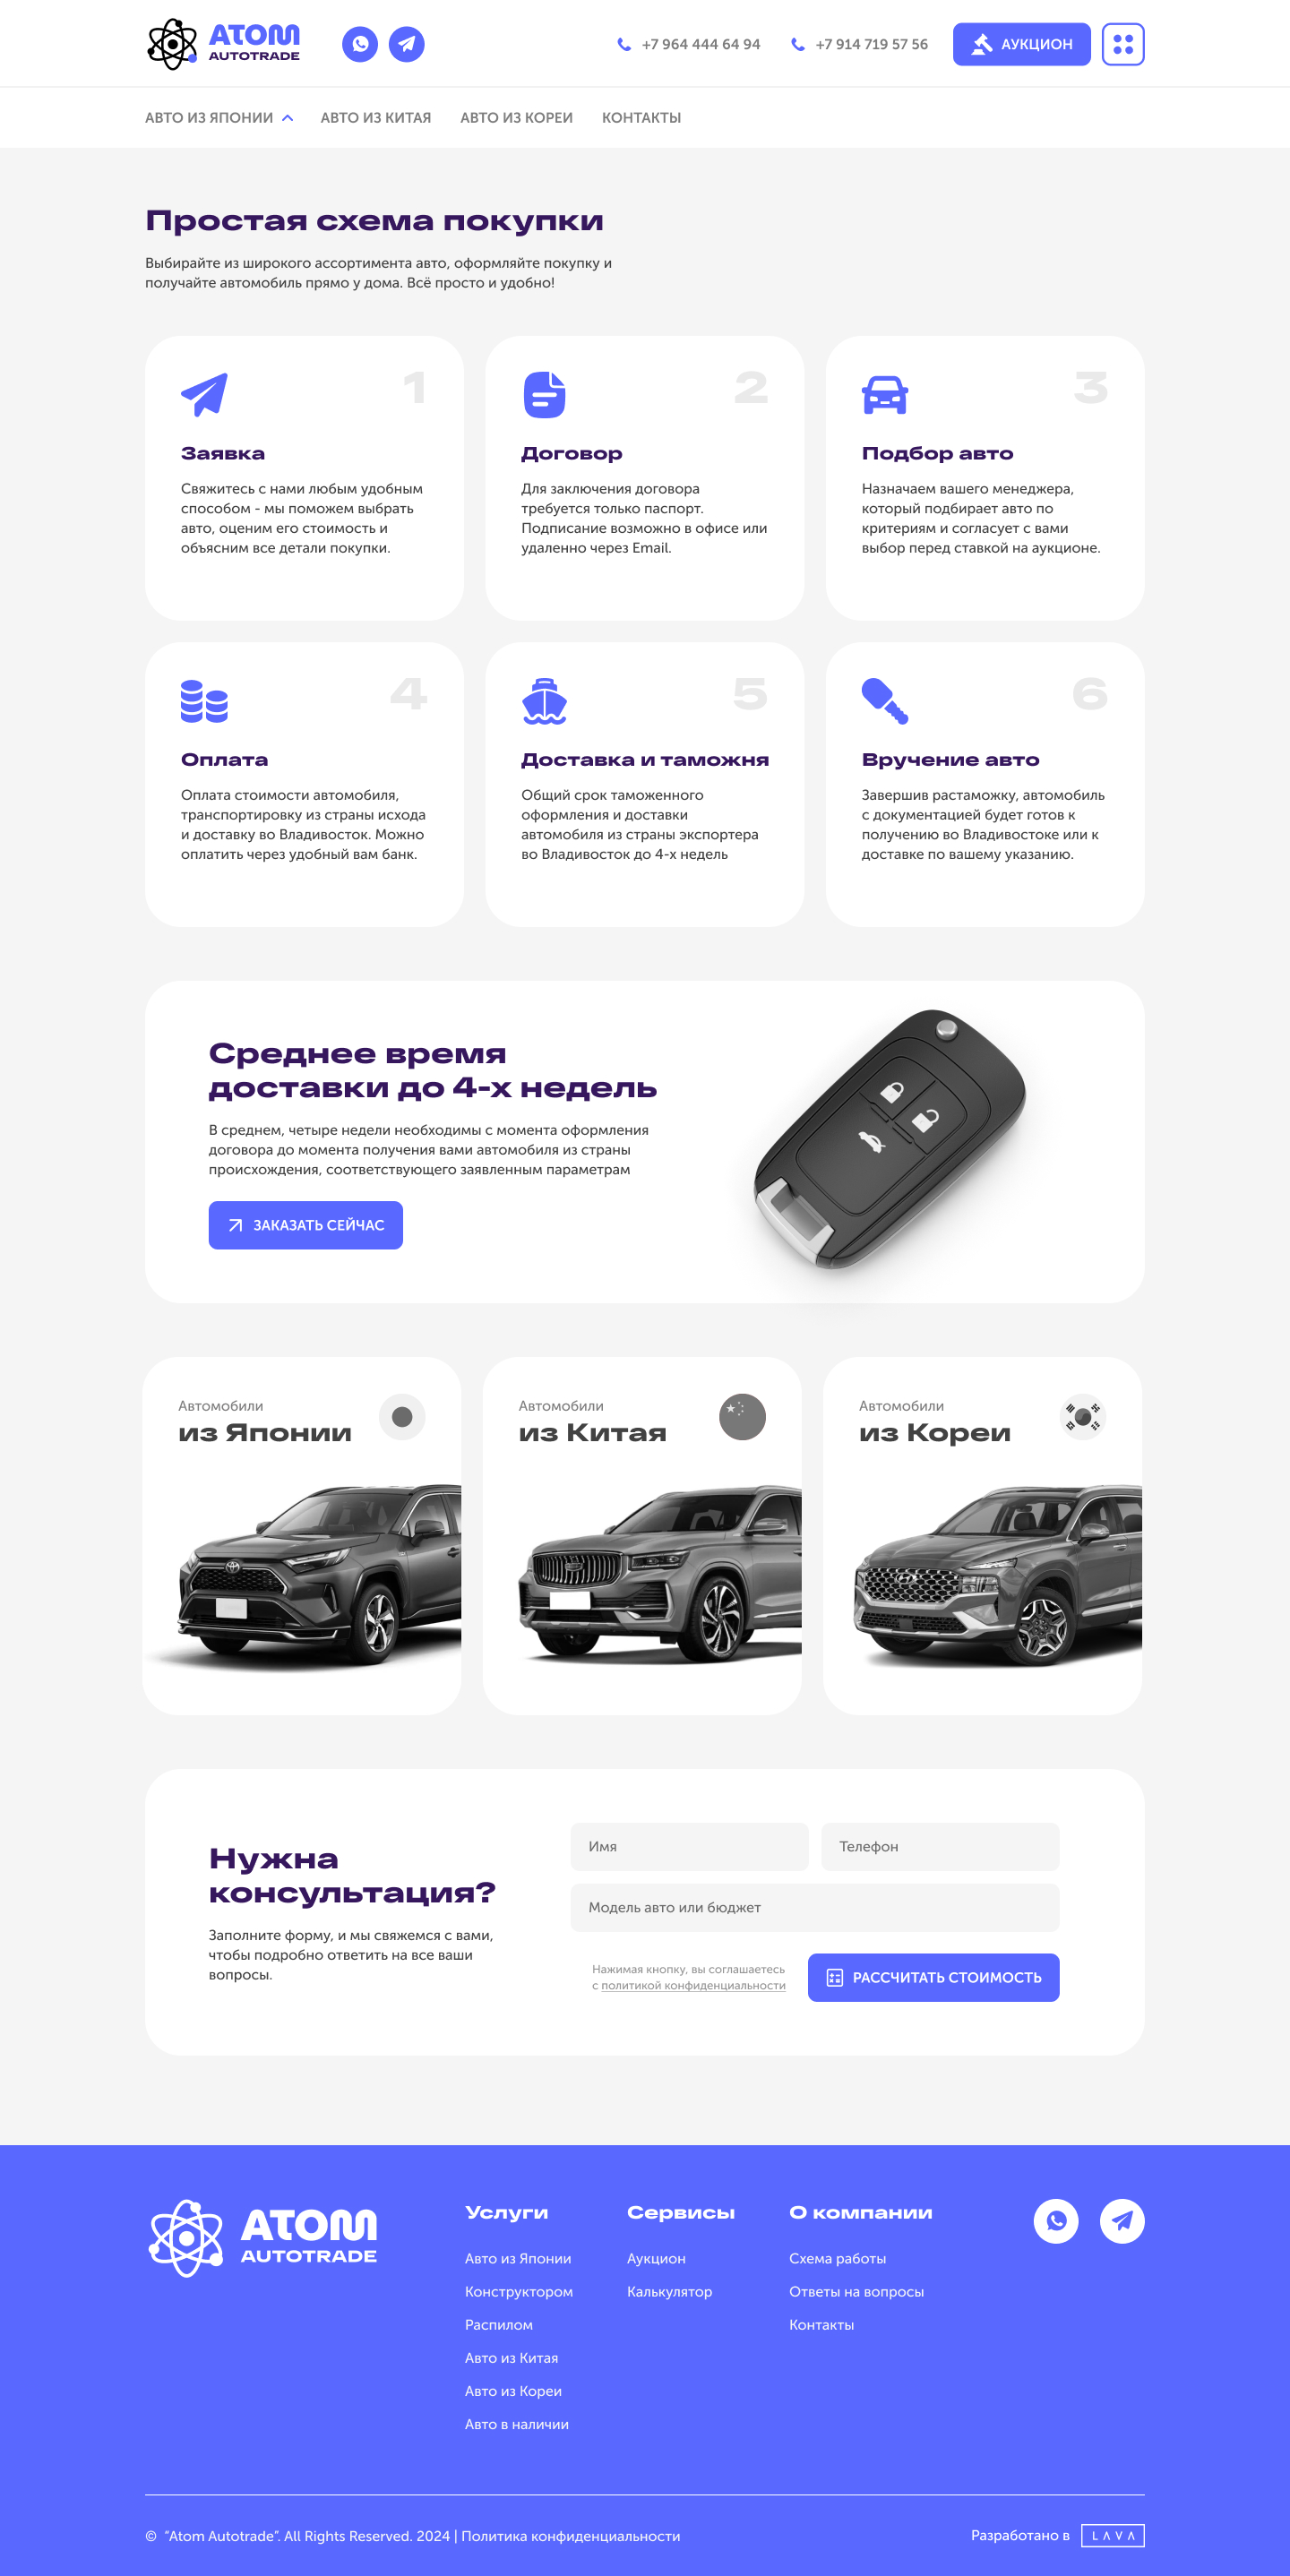 ATOM
AUTOTRADE
+7 964 444 64 94
+7 914 719 57 56
АУКЦИОН
АВТО ИЗ ЯПОНИИ
АВТО ИЗ КИТАЯ
АВТО ИЗ КОРЕИ
КОНТАКТЫ
Простая схема покупки
Выбирайте из широкого ассортимента авто, оформляйте покупку и
получайте автомобиль прямо у дома. Всё просто и удобно!
1
Заявка
Свяжитесь с нами любым удобным
способом - мы поможем выбрать
авто, оценим его стоимость и
объясним все детали покупки.
2
Договор
Для заключения договора
требуется только паспорт.
Подписание возможно в офисе или
удаленно через Email.
3
Подбор авто
Назначаем вашего менеджера,
который подбирает авто по
критериям и согласует с вами
выбор перед ставкой на аукционе.
4
Оплата
Оплата стоимости автомобиля,
транспортировку из страны исхода
и доставку во Владивосток. Можно
оплатить через удобный вам банк.
5
Доставка и таможня
Общий срок таможенного
оформления и доставки
автомобиля из страны экспортера
во Владивосток до 4-х недель
6
Вручение авто
Завершив растаможку, автомобиль
с документацией будет готов к
получению во Владивостоке или к
доставке по вашему указанию.
Среднее время
доставки до 4-х недель
В среднем, четыре недели необходимы с момента оформления
договора до момента получения вами автомобиля из страны
происхождения, соответствующего заявленным параметрам
ЗАКАЗАТЬ СЕЙЧАС
Автомобили
из Японии
Автомобили
из Китая
Автомобили
из Кореи
Нужна
консультация?
Заполните форму, и мы свяжемся с вами,
чтобы подробно ответить на все ваши
вопросы.
Имя
Телефон
Модель авто или бюджет
Нажимая кнопку, вы соглашаетесь
с политикой конфиденциальности
РАССЧИТАТЬ СТОИМОСТЬ
ATOM
AUTOTRADE
Услуги
Авто из Японии
Конструктором
Распилом
Авто из Китая
Авто из Кореи
Авто в наличии
Сервисы
Аукцион
Калькулятор
О компании
Схема работы
Ответы на вопросы
Контакты
© “Atom Autotrade”. All Rights Reserved. 2024 | Политика конфиденциальности
Разработано в
LAVA